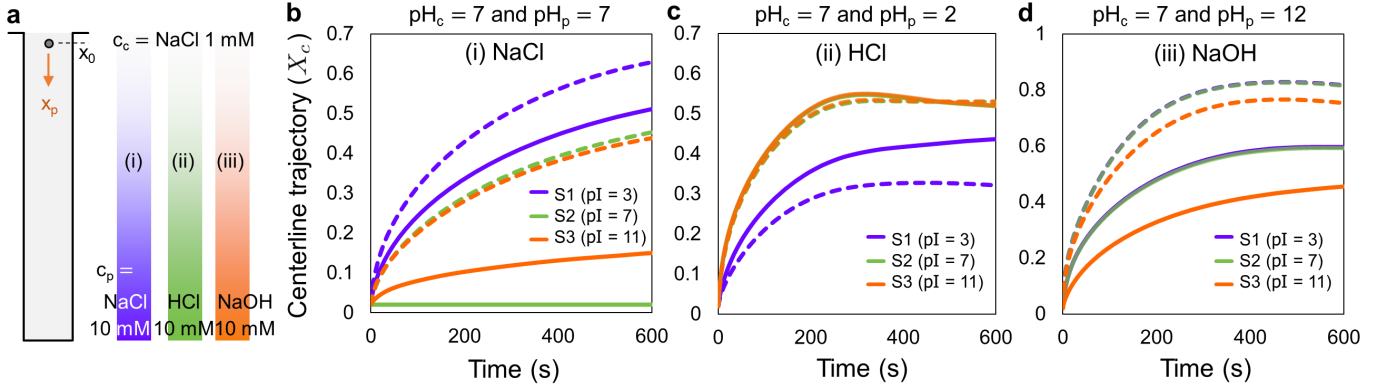 a
c_c = NaCl 1 mM
x_0
x_p
(i)
(ii)
(iii)
c_p =
NaCl HCl NaOH
10 mM 10 mM 10 mM
b
pH_c = 7 and pH_p = 7
(i) NaCl
Centerline trajectory (X_c)
0.7
0.6
0.5
0.4
0.3
0.2
0.1
0
S1 (pI = 3)
S2 (pI = 7)
S3 (pI = 11)
0 200 400 600
Time (s)
c
pH_c = 7 and pH_p = 2
(ii) HCl
0.7
0.6
0.5
0.4
0.3
0.2
0.1
0
S1 (pI = 3)
S2 (pI = 7)
S3 (pI = 11)
0 200 400 600
Time (s)
d
pH_c = 7 and pH_p = 12
(iii) NaOH
1
0.8
0.6
0.4
0.2
0
S1 (pI = 3)
S2 (pI = 7)
S3 (pI = 11)
0 200 400 600
Time (s)